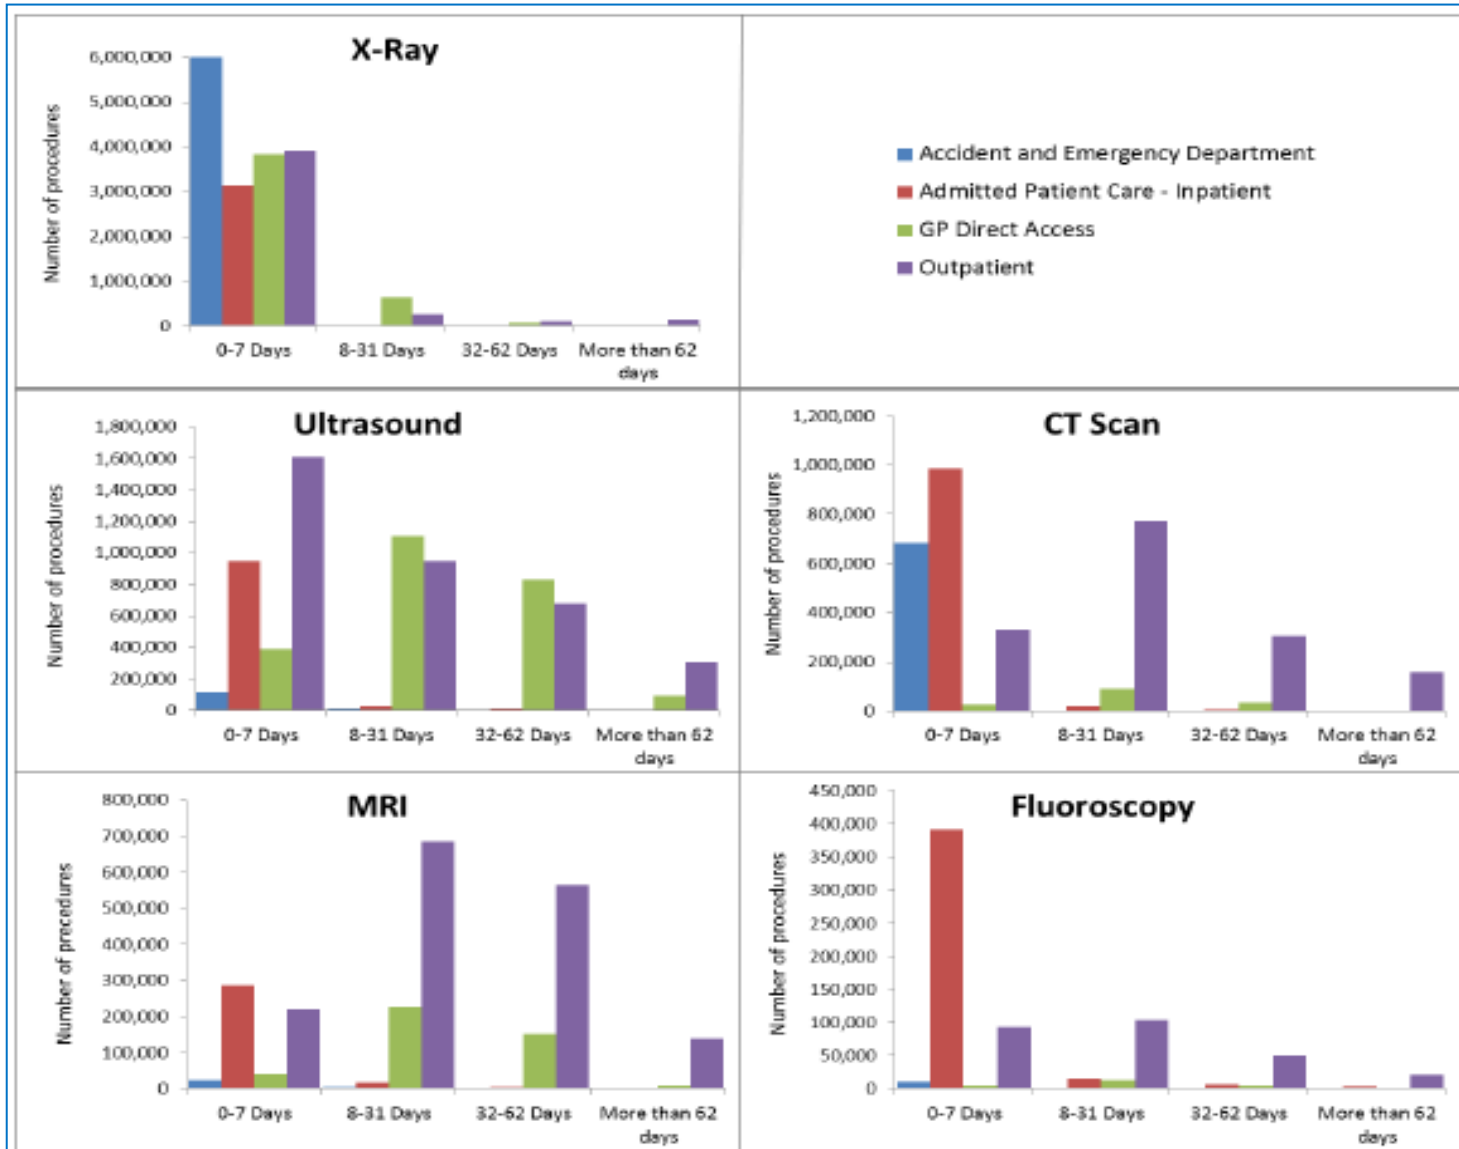 X-Ray
6,000,000
5,000,000
4,000,000
3,000,000
2,000,000
1,000,000
0
Number of procedures
0-7 Days
8-31 Days
32-62 Days
More than 62
days
Accident and Emergency Department
Admitted Patient Care - Inpatient
GP Direct Access
Outpatient
Ultrasound
1,800,000
1,600,000
1,400,000
1,200,000
1,000,000
800,000
600,000
400,000
200,000
0
Number of procedures
0-7 Days
8-31 Days
32-62 Days
More than 62
days
CT Scan
1,200,000
1,000,000
800,000
600,000
400,000
200,000
0
Number of procedures
0-7 Days
8-31 Days
32-62 Days
More than 62
days
MRI
800,000
700,000
600,000
500,000
400,000
300,000
200,000
100,000
0
Number of precedures
0-7 Days
8-31 Days
32-62 Days
More than 62
days
Fluoroscopy
450,000
400,000
350,000
300,000
250,000
200,000
150,000
100,000
50,000
0
Number of procedures
0-7 Days
8-31 Days
32-62 Days
More than 62
days